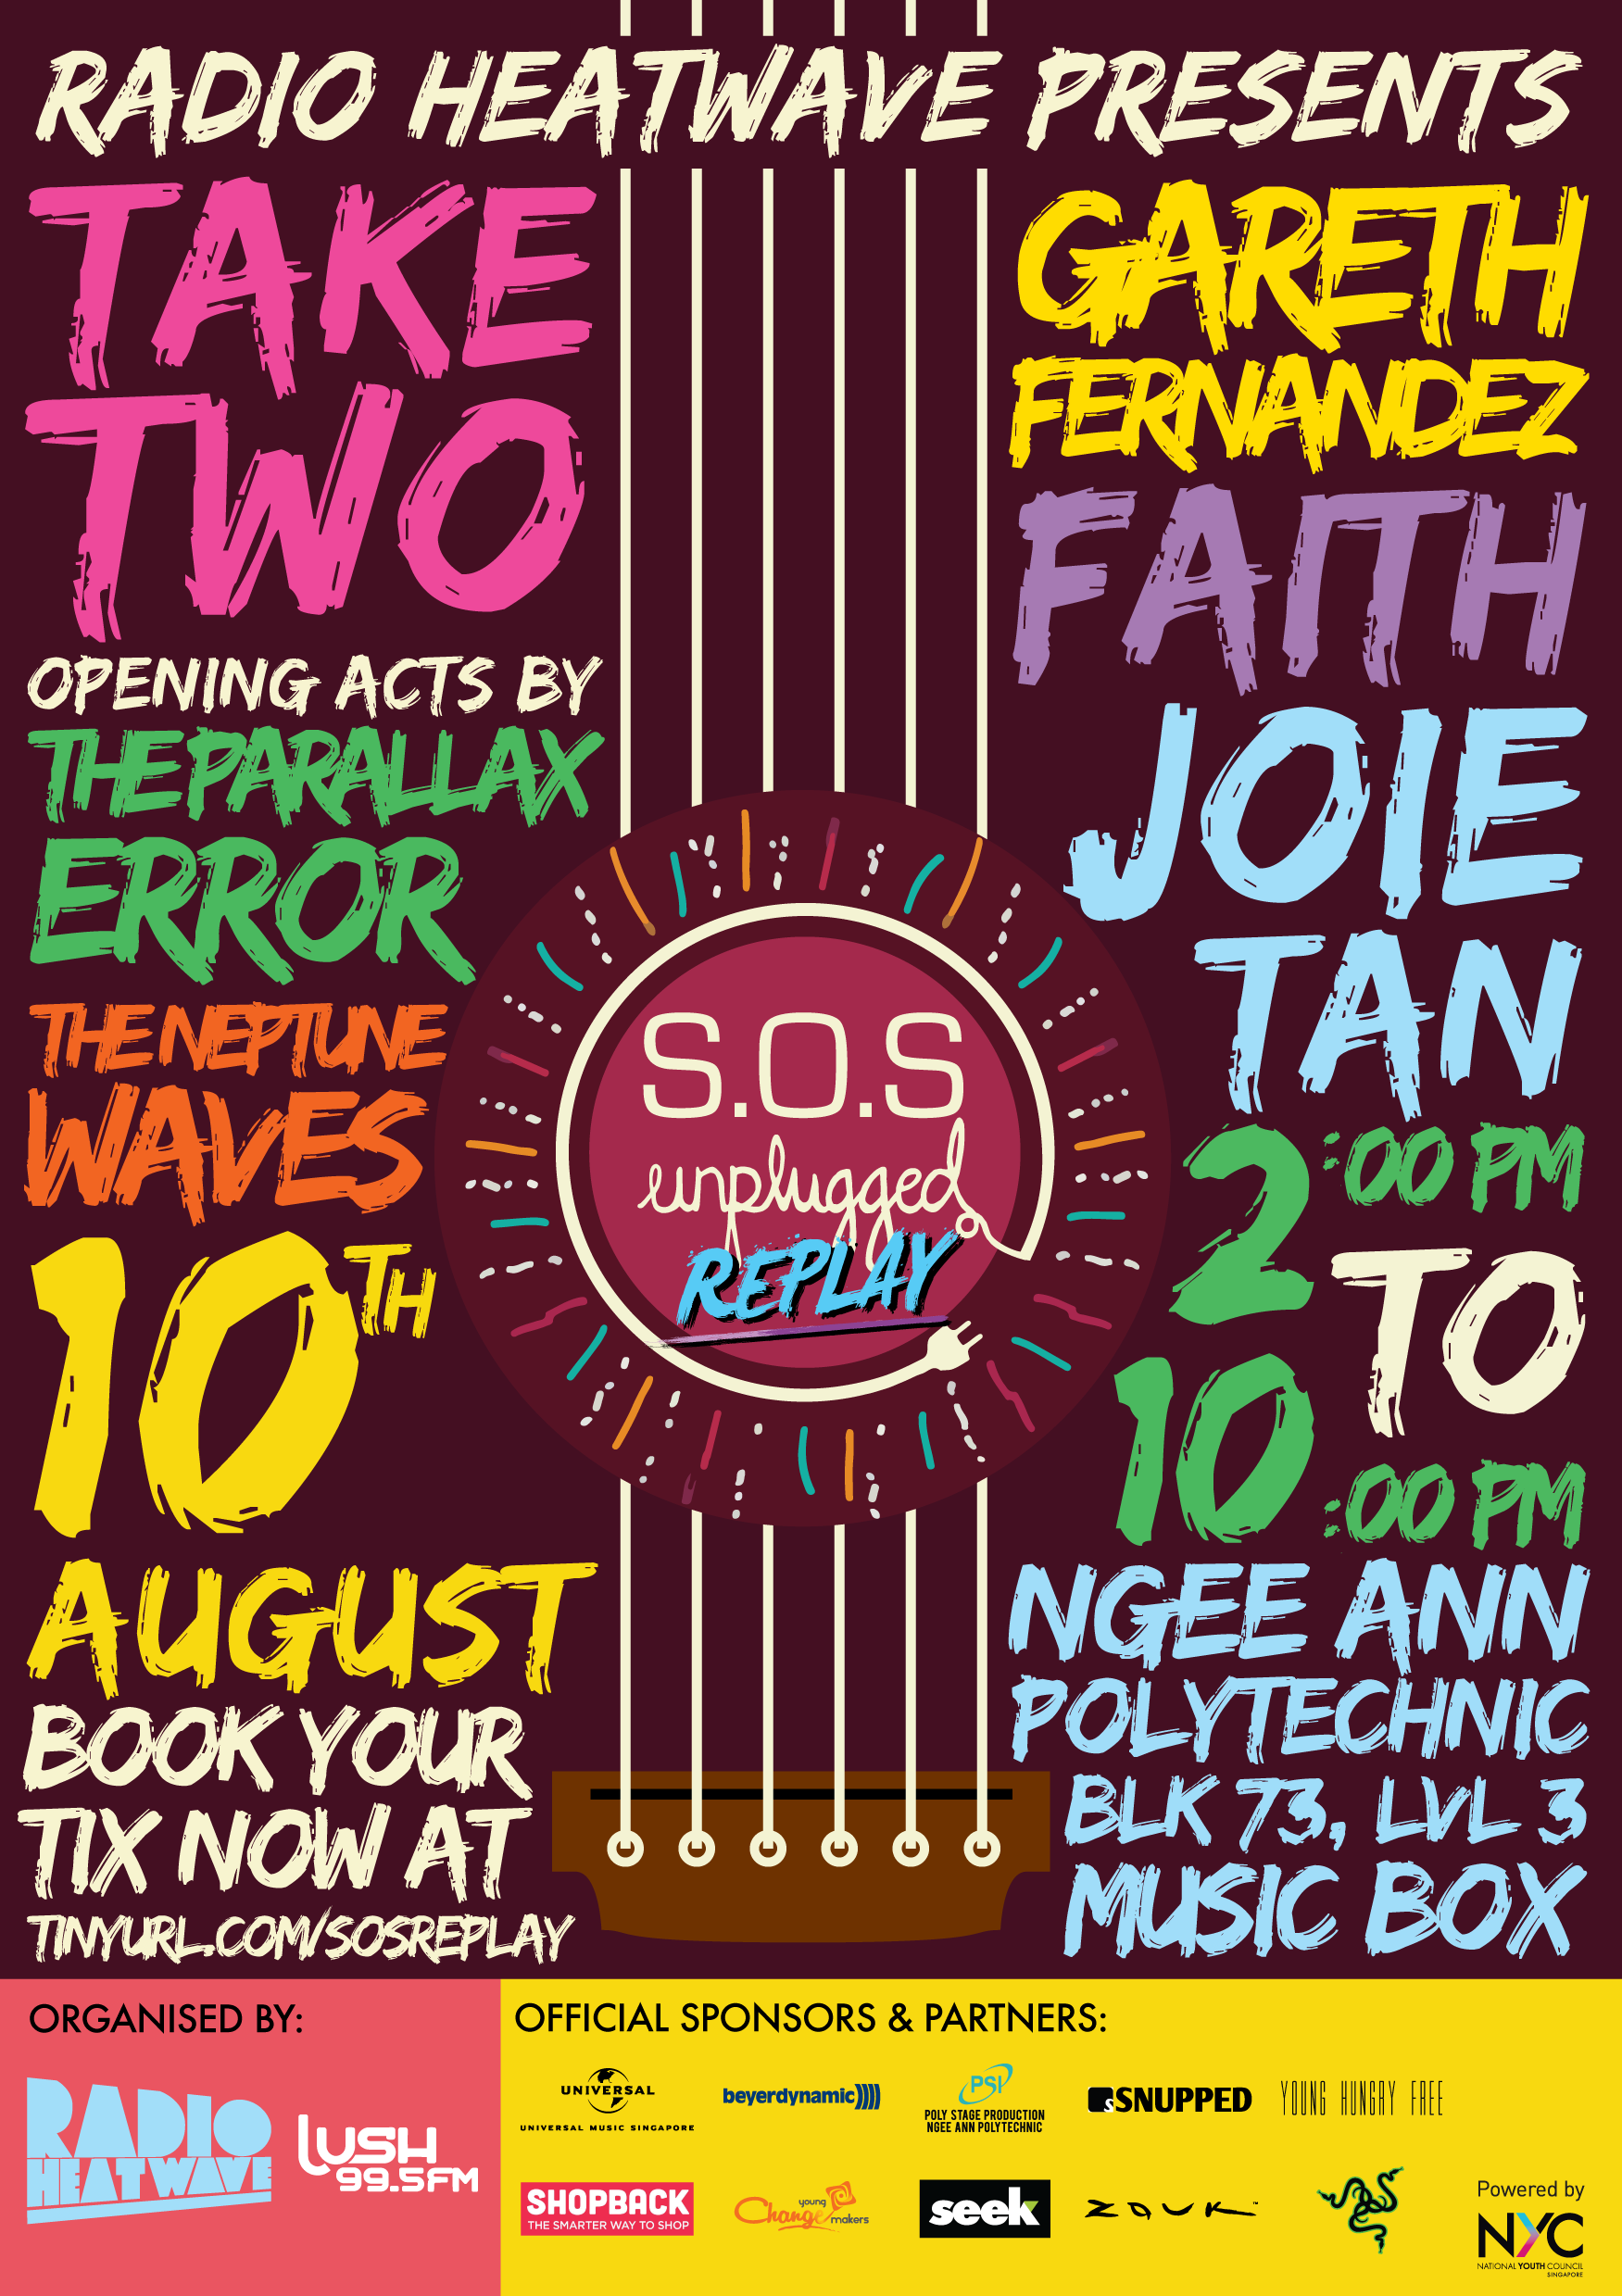 RADIO HEATWAVE PRESENTS
TAKE
TWO
OPENING ACTS BY
THE PARALLAX
ERROR
THE NEPTUNE
WAVES
10TH
AUGUST
BOOK YOUR
TIX NOW AT
TINYURL.COM/SOSREPLAY
S.O.S
unplugged
REPLAY
GARETH
FERNANDEZ
FAITH
JOIE
TAN
2:00 PM
TO
10:00 PM
NGEE ANN
POLYTECHNIC
BLK 73, LVL 3
MUSIC BOX
ORGANISED BY:
RADIO
HEATWAVE
LUSH
99.5FM
OFFICIAL SPONSORS & PARTNERS:
UNIVERSAL
UNIVERSAL MUSIC SINGAPORE
beyerdynamic
PSP
POLY STAGE PRODUCTION
NGEE ANN POLYTECHNIC
SSNUPPED
YOUNG HUNGRY FREE
SHOPBACK
THE SMARTER WAY TO SHOP
young
Change makers
seek
ZOUK™
Powered by
NYC
NATIONAL YOUTH COUNCIL
SINGAPORE